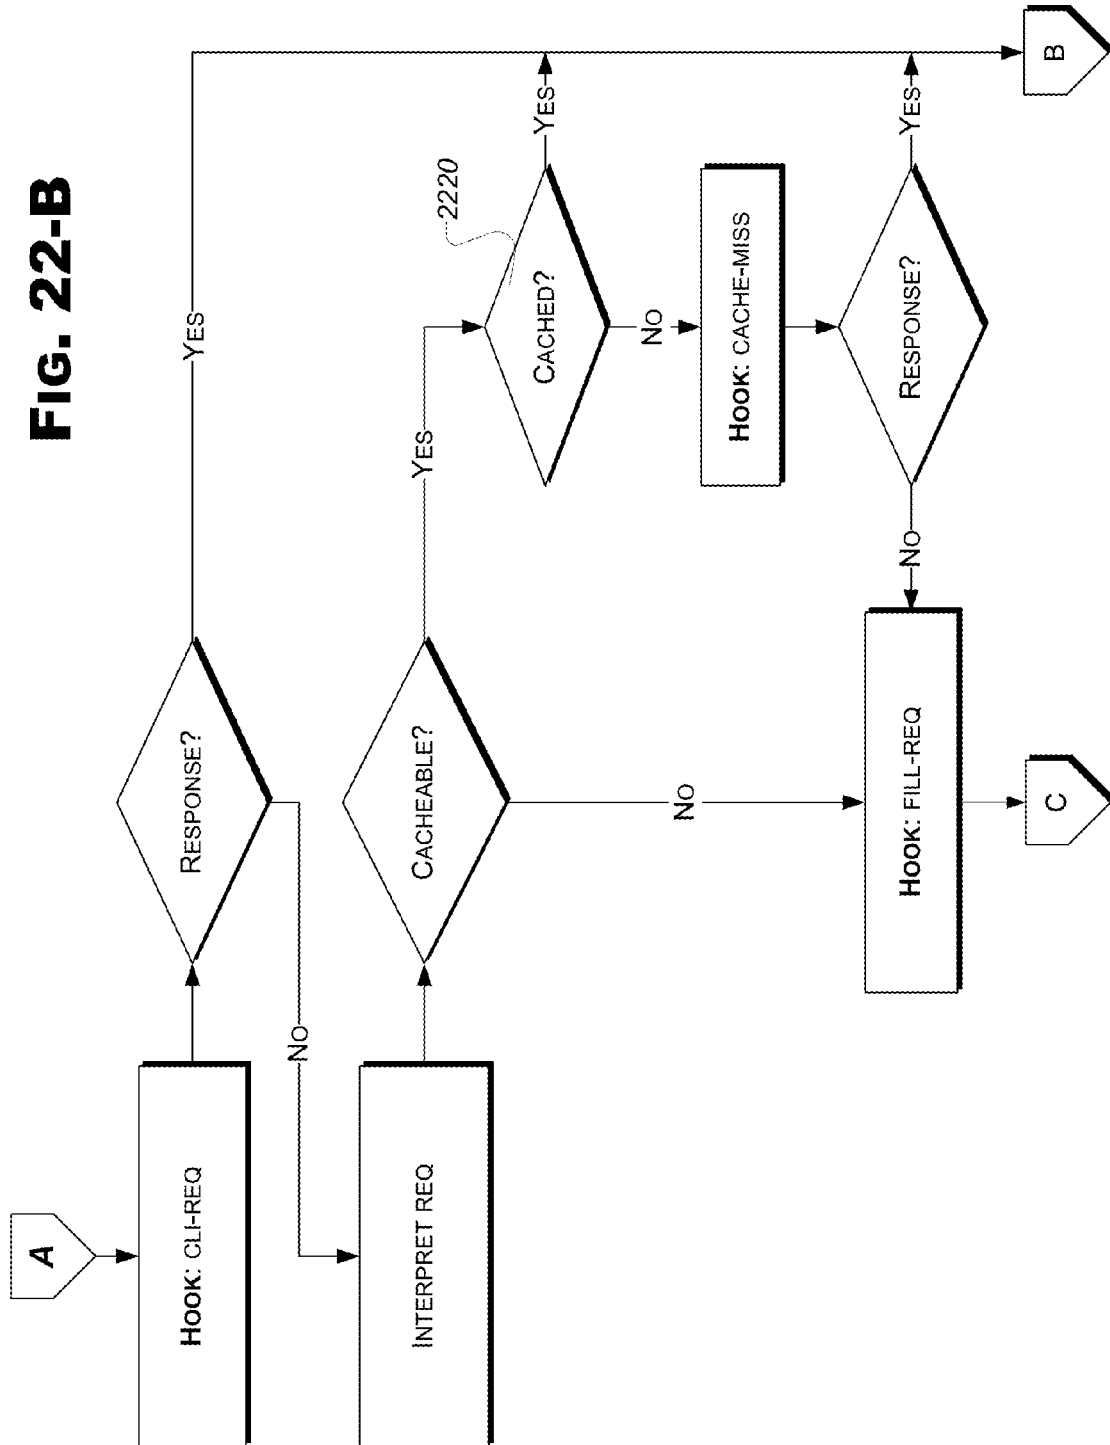 FIG. 22-B
A
HOOK: CLI-REQ
RESPONSE?
YES
NO
INTERPRET REQ
CACHEABLE?
YES
CACHED?
2220
YES
NO
NO
HOOK: CACHE-MISS
RESPONSE?
YES
NO
HOOK: FILL-REQ
C
B